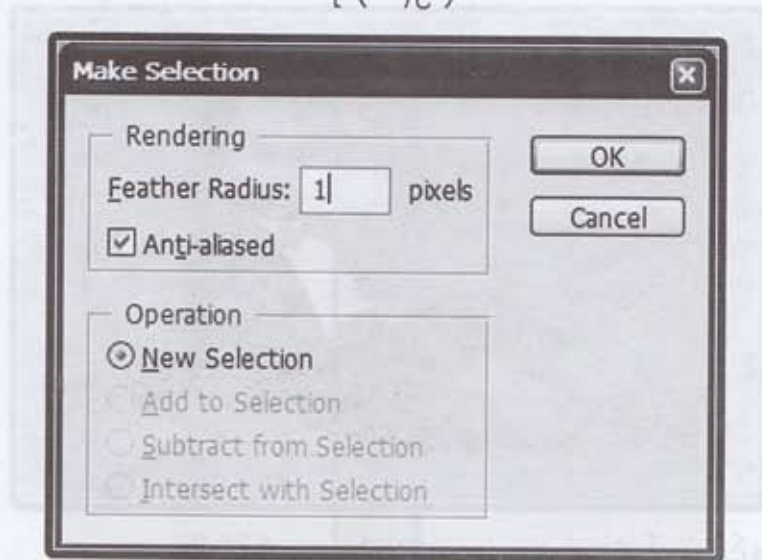 Make Selection
Rendering
Feather Radius: 1 pixels
Anti-aliased
OK
Cancel
Operation
New Selection
Add to Selection
Subtract from Selection
Intersect with Selection